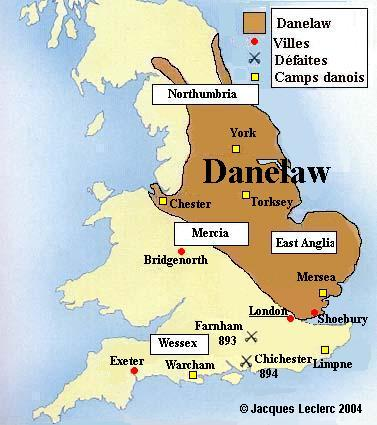 Danelaw
Villes
Défaites
Camps danois
Northumbria
York
Danelaw
Torksey
Chester
Mercia
East Anglia
Bridgenorth
Mersea
London
Shoebury
Farnham
893
Wessex
Chichester
894
Limpne
Exeter
Warcham
© Jacques Leclerc 2004